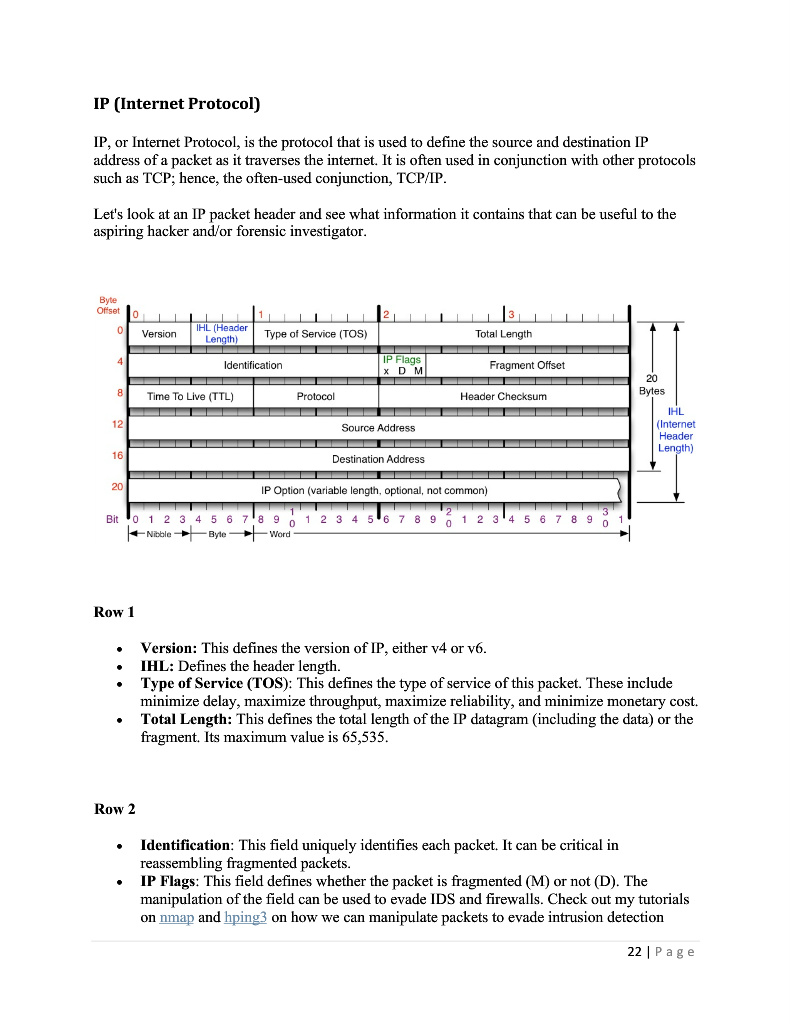 IP (Internet Protocol)
IP, or Internet Protocol, is the protocol that is used to define the source and destination IP
address of a packet as it traverses the internet. It is often used in conjunction with other protocols
such as TCP; hence, the often-used conjunction, TCP/IP.
Let's look at an IP packet header and see what information it contains that can be useful to the
aspiring hacker and/or forensic investigator.
Byte
Offset 0 1 2 3
0 Version IHL (Header Length) Type of Service (TOS) Total Length
4 Identification IP Flags x D M Fragment Offset
8 Time To Live (TTL) Protocol Header Checksum
12 Source Address
16 Destination Address
20 IP Option (variable length, optional, not common)
20
Bytes
IHL
(Internet
Header
Length)
Bit 0 1 2 3 4 5 6 7 8 9 10 1 2 3 4 5 6 7 8 9 20 1 2 3 4 5 6 7 8 9 30 1
Nibble Byte Word
Row 1
• Version: This defines the version of IP, either v4 or v6.
• IHL: Defines the header length.
• Type of Service (TOS): This defines the type of service of this packet. These include
minimize delay, maximize throughput, maximize reliability, and minimize monetary cost.
• Total Length: This defines the total length of the IP datagram (including the data) or the
fragment. Its maximum value is 65,535.
Row 2
• Identification: This field uniquely identifies each packet. It can be critical in
reassembling fragmented packets.
• IP Flags: This field defines whether the packet is fragmented (M) or not (D). The
manipulation of the field can be used to evade IDS and firewalls. Check out my tutorials
on nmap and hping3 on how we can manipulate packets to evade intrusion detection
22 | Page